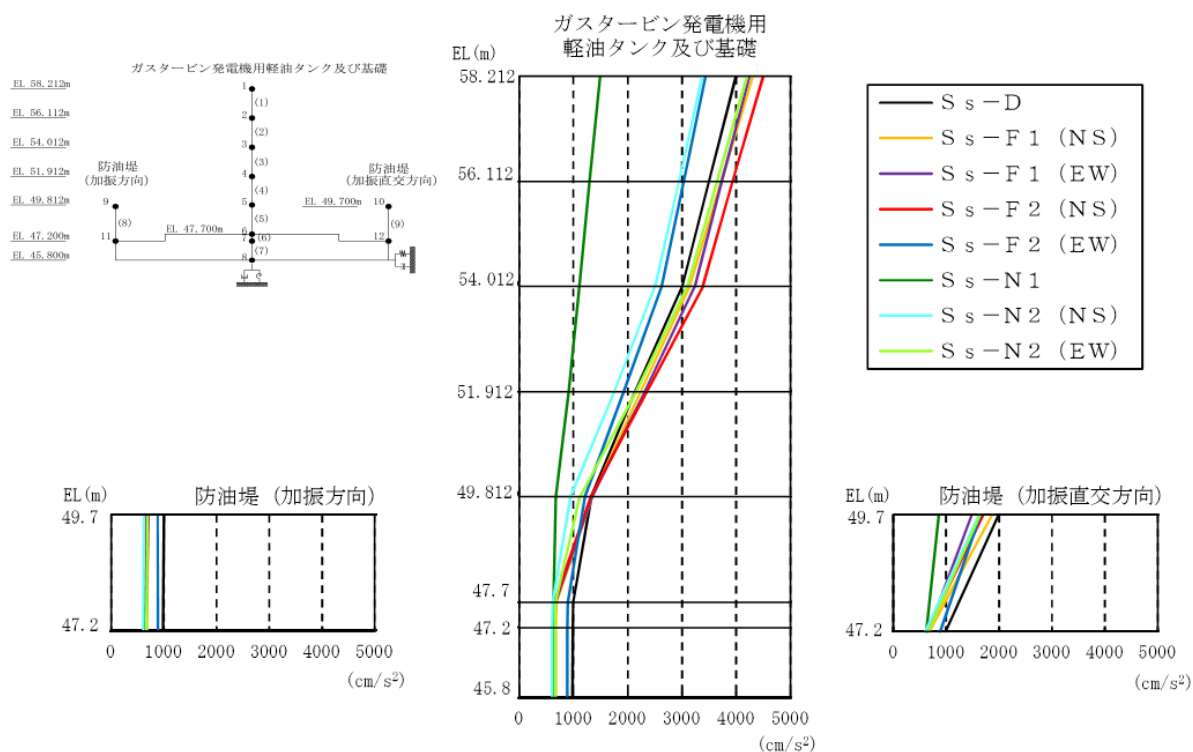 ガスタービン発電機用軽油タンク及び基礎
EL 58.212m
EL 56.112m
EL 54.012m
EL 51.912m
EL 49.812m
EL 47.200m
EL 45.800m
防油堤
(加振方向)
防油堤
(加振直交方向)
EL 49.700m
EL 47.700m
1
(1)
2
(2)
3
(3)
4
(4)
5
(5)
6
(6)
(7)
8
9
(8)
11
10
(9)
12
ガスタービン発電機用
軽油タンク及び基礎
EL(m)
58.212
56.112
54.012
51.912
49.812
47.7
47.2
45.8
0 1000 2000 3000 4000 5000
(cm/s²)
Ss-D
Ss-F1 (NS)
Ss-F1 (EW)
Ss-F2 (NS)
Ss-F2 (EW)
Ss-N1
Ss-N2 (NS)
Ss-N2 (EW)
EL(m)
防油堤 (加振方向)
49.7
47.2
0 1000 2000 3000 4000 5000
(cm/s²)
EL(m)
防油堤 (加振直交方向)
49.7
47.2
0 1000 2000 3000 4000 5000
(cm/s²)